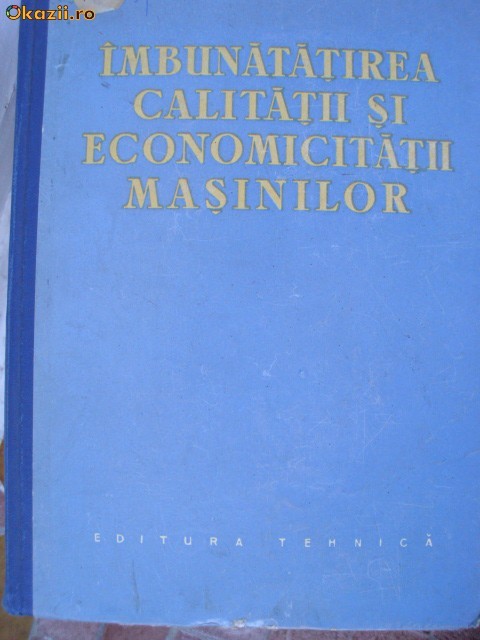 Okazii.ro
ÎMBUNĂTĂȚIREA
CALITĂȚII ȘI
ECONOMICITĂȚII
MAȘINILOR
EDITURA TEHNICĂ